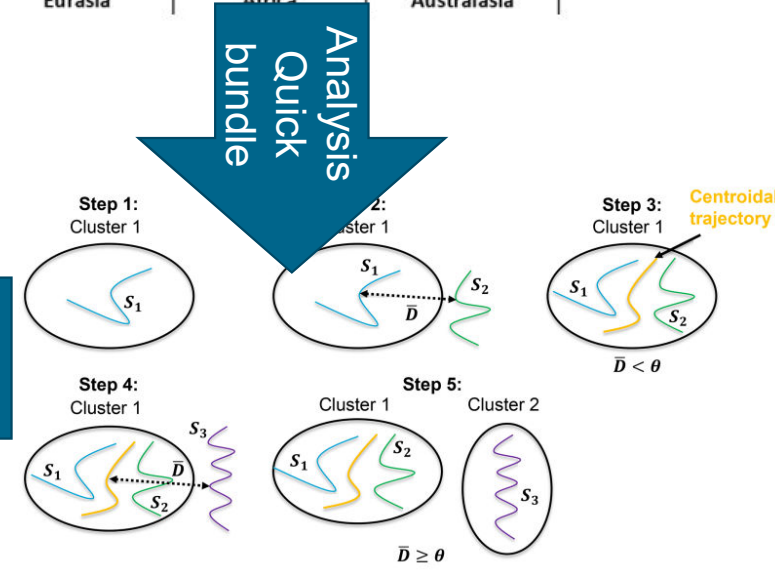 Eurasia
Australasia
Analysis
Quick
bundle
Step 1:
Cluster 1
S₁
2:
Cluster 1
S₁
D̅
S₂
Step 3:
Cluster 1
Centroidal
trajectory
S₁
S₂
D̅ < θ
Step 4:
Cluster 1
S₁
D̅
S₂
S₃
Step 5:
Cluster 1
Cluster 2
S₁
S₂
S₃
D̅ ≥ θ